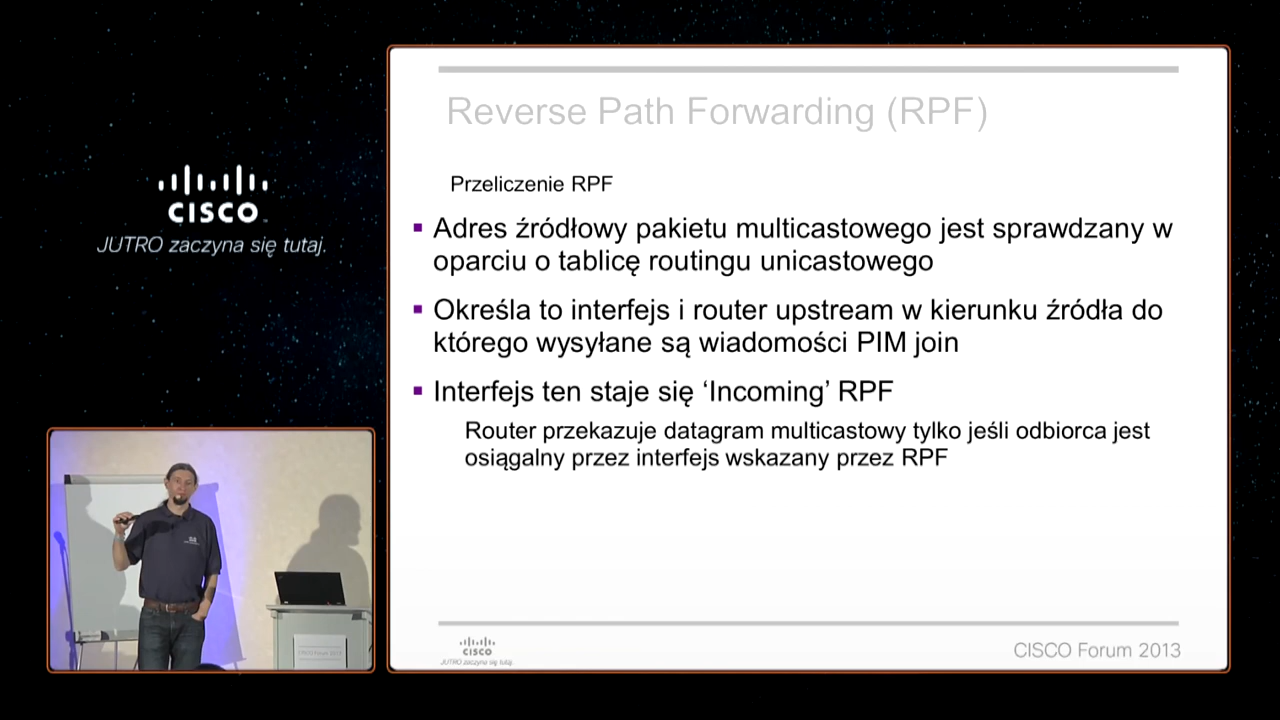 CISCO
JUTRO zaczyna się tutaj.
Reverse Path Forwarding (RPF)
Przeliczenie RPF
Adres źródłowy pakietu multicastowego jest sprawdzany w
oparciu o tablicę routingu unicastowego
Określa to interfejs i router upstream w kierunku źródła do
którego wysyłane są wiadomości PIM join
Interfejs ten staje się ‘Incoming’ RPF
Router przekazuje datagram multicastowy tylko jeśli odbiorca jest
osiągalny przez interfejs wskazany przez RPF
CISCO
JUTRO zaczyna się tutaj.
CISCO Forum 2013
CISCO Forum 2013